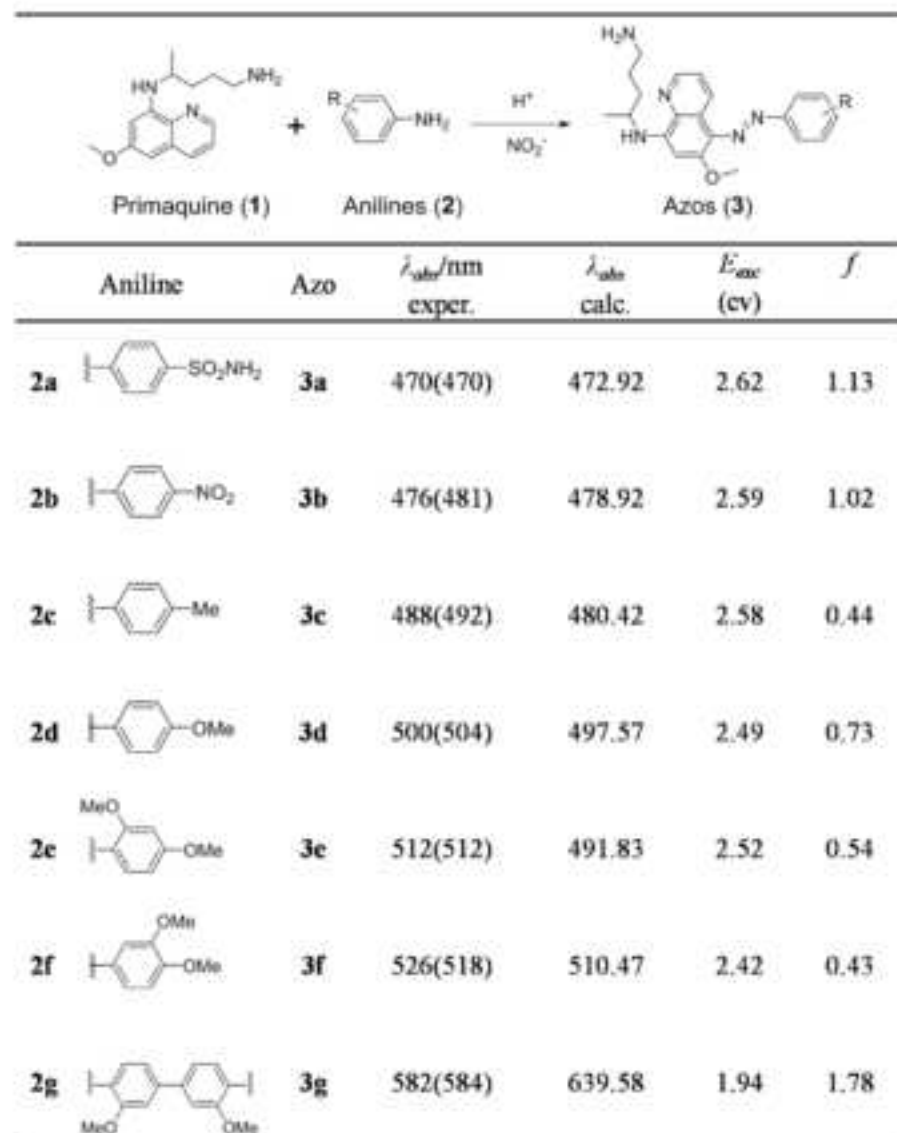 H₂N
NH₂
HN
N
R
NH₂
H⁺
NO₂⁻
N
N
N
R
HN
O
O
Primaquine (1) Anilines (2) Azos (3)
Aniline Azo λabs/nm exper. λabs calc. Eexc (ev) f
2a SO₂NH₂ 3a 470(470) 472.92 2.62 1.13
2b NO₂ 3b 476(481) 478.92 2.59 1.02
2c Me 3c 488(492) 480.42 2.58 0.44
2d OMe 3d 500(504) 497.57 2.49 0.73
MeO
2e OMe 3e 512(512) 491.83 2.52 0.54
OMe
2f OMe 3f 526(518) 510.47 2.42 0.43
2g 3g 582(584) 639.58 1.94 1.78
MeO OMe